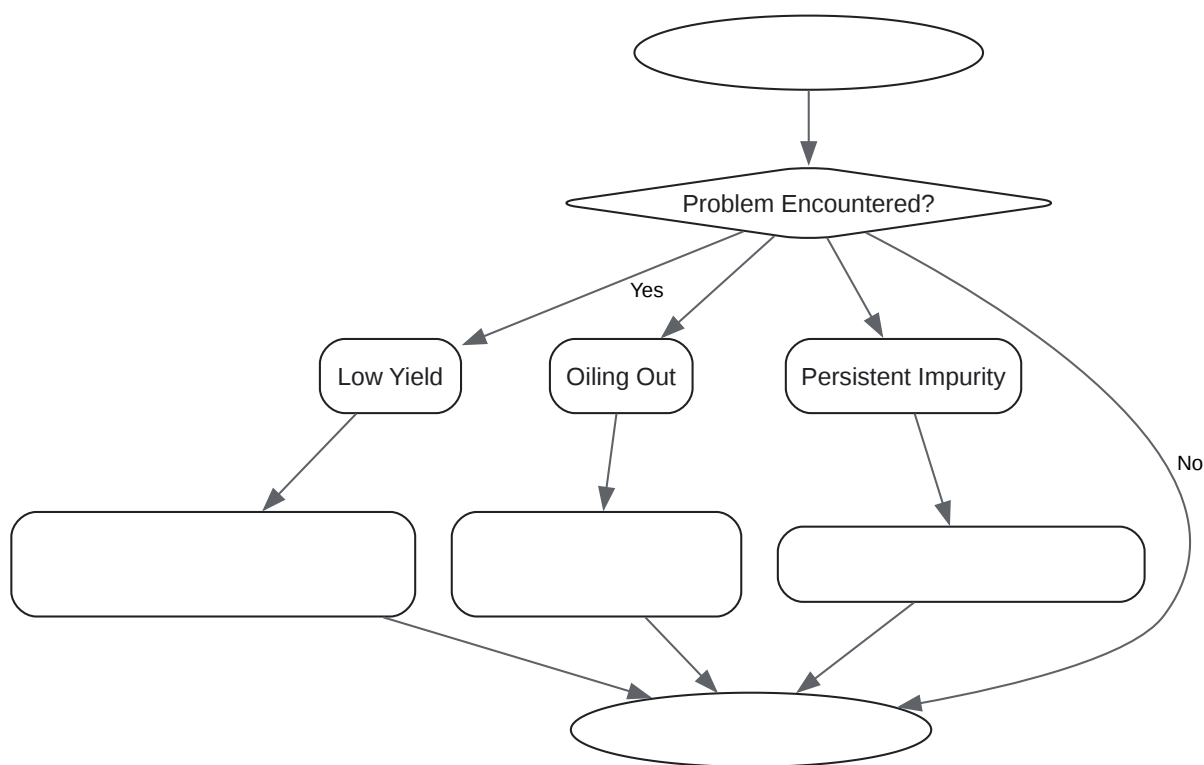 Problem Encountered?
Yes
Low Yield
Oiling Out
Persistent Impurity
No